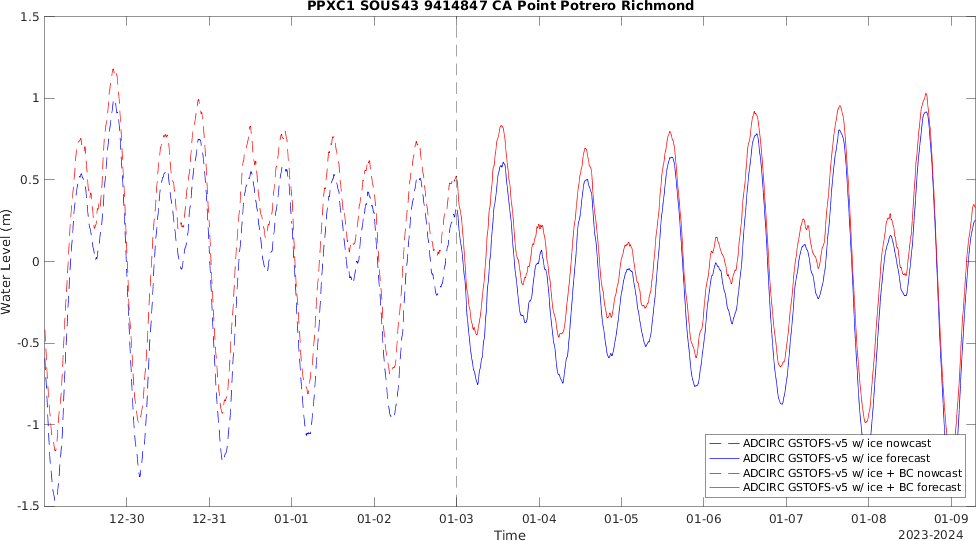 PPXC1 SOUS43 9414847 CA Point Potrero Richmond
1.5
1
0.5
0
-0.5
-1
-1.5
Water Level (m)
12-30
12-31
01-01
01-02
01-03
01-04
01-05
01-06
01-07
01-08
01-09
Time
2023-2024
ADCIRC GSTOFS-v5 w/ ice nowcast
ADCIRC GSTOFS-v5 w/ ice forecast
ADCIRC GSTOFS-v5 w/ ice + BC nowcast
ADCIRC GSTOFS-v5 w/ ice + BC forecast